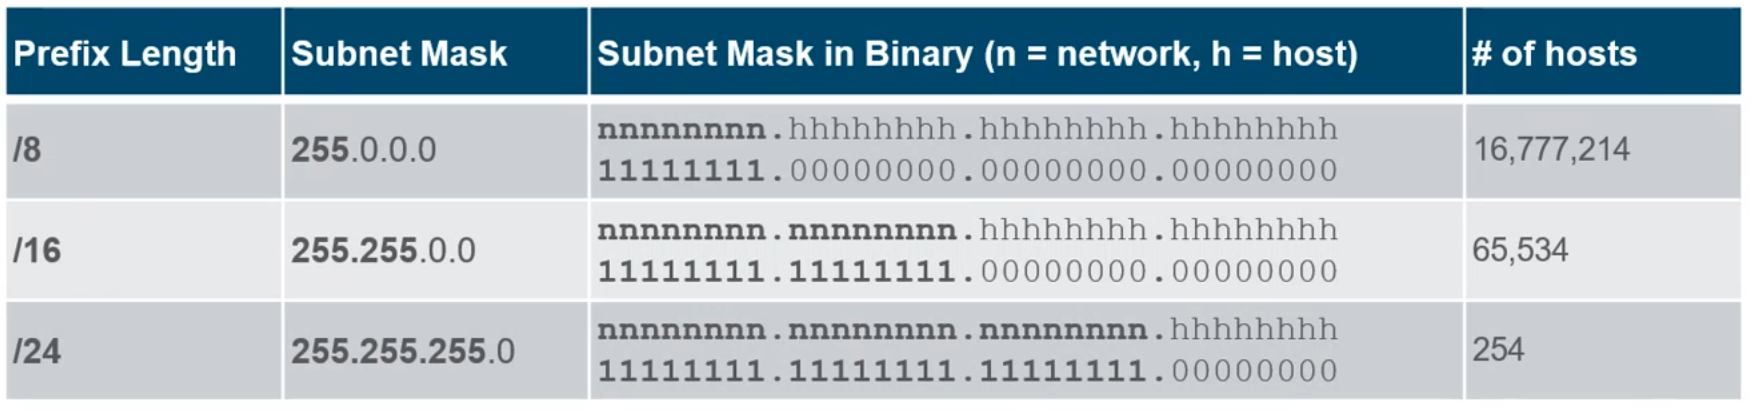 Prefix Length Subnet Mask Subnet Mask in Binary (n = network, h = host) # of hosts
/8 255.0.0.0 nnnnnnnn.hhhhhhhh.hhhhhhhh.hhhhhhhh 16,777,214
11111111.00000000.00000000.00000000
/16 255.255.0.0 nnnnnnnn.nnnnnnnn.hhhhhhhh.hhhhhhhh 65,534
11111111.11111111.00000000.00000000
/24 255.255.255.0 nnnnnnnn.nnnnnnnn.nnnnnnnn.hhhhhhhh 254
11111111.11111111.11111111.00000000